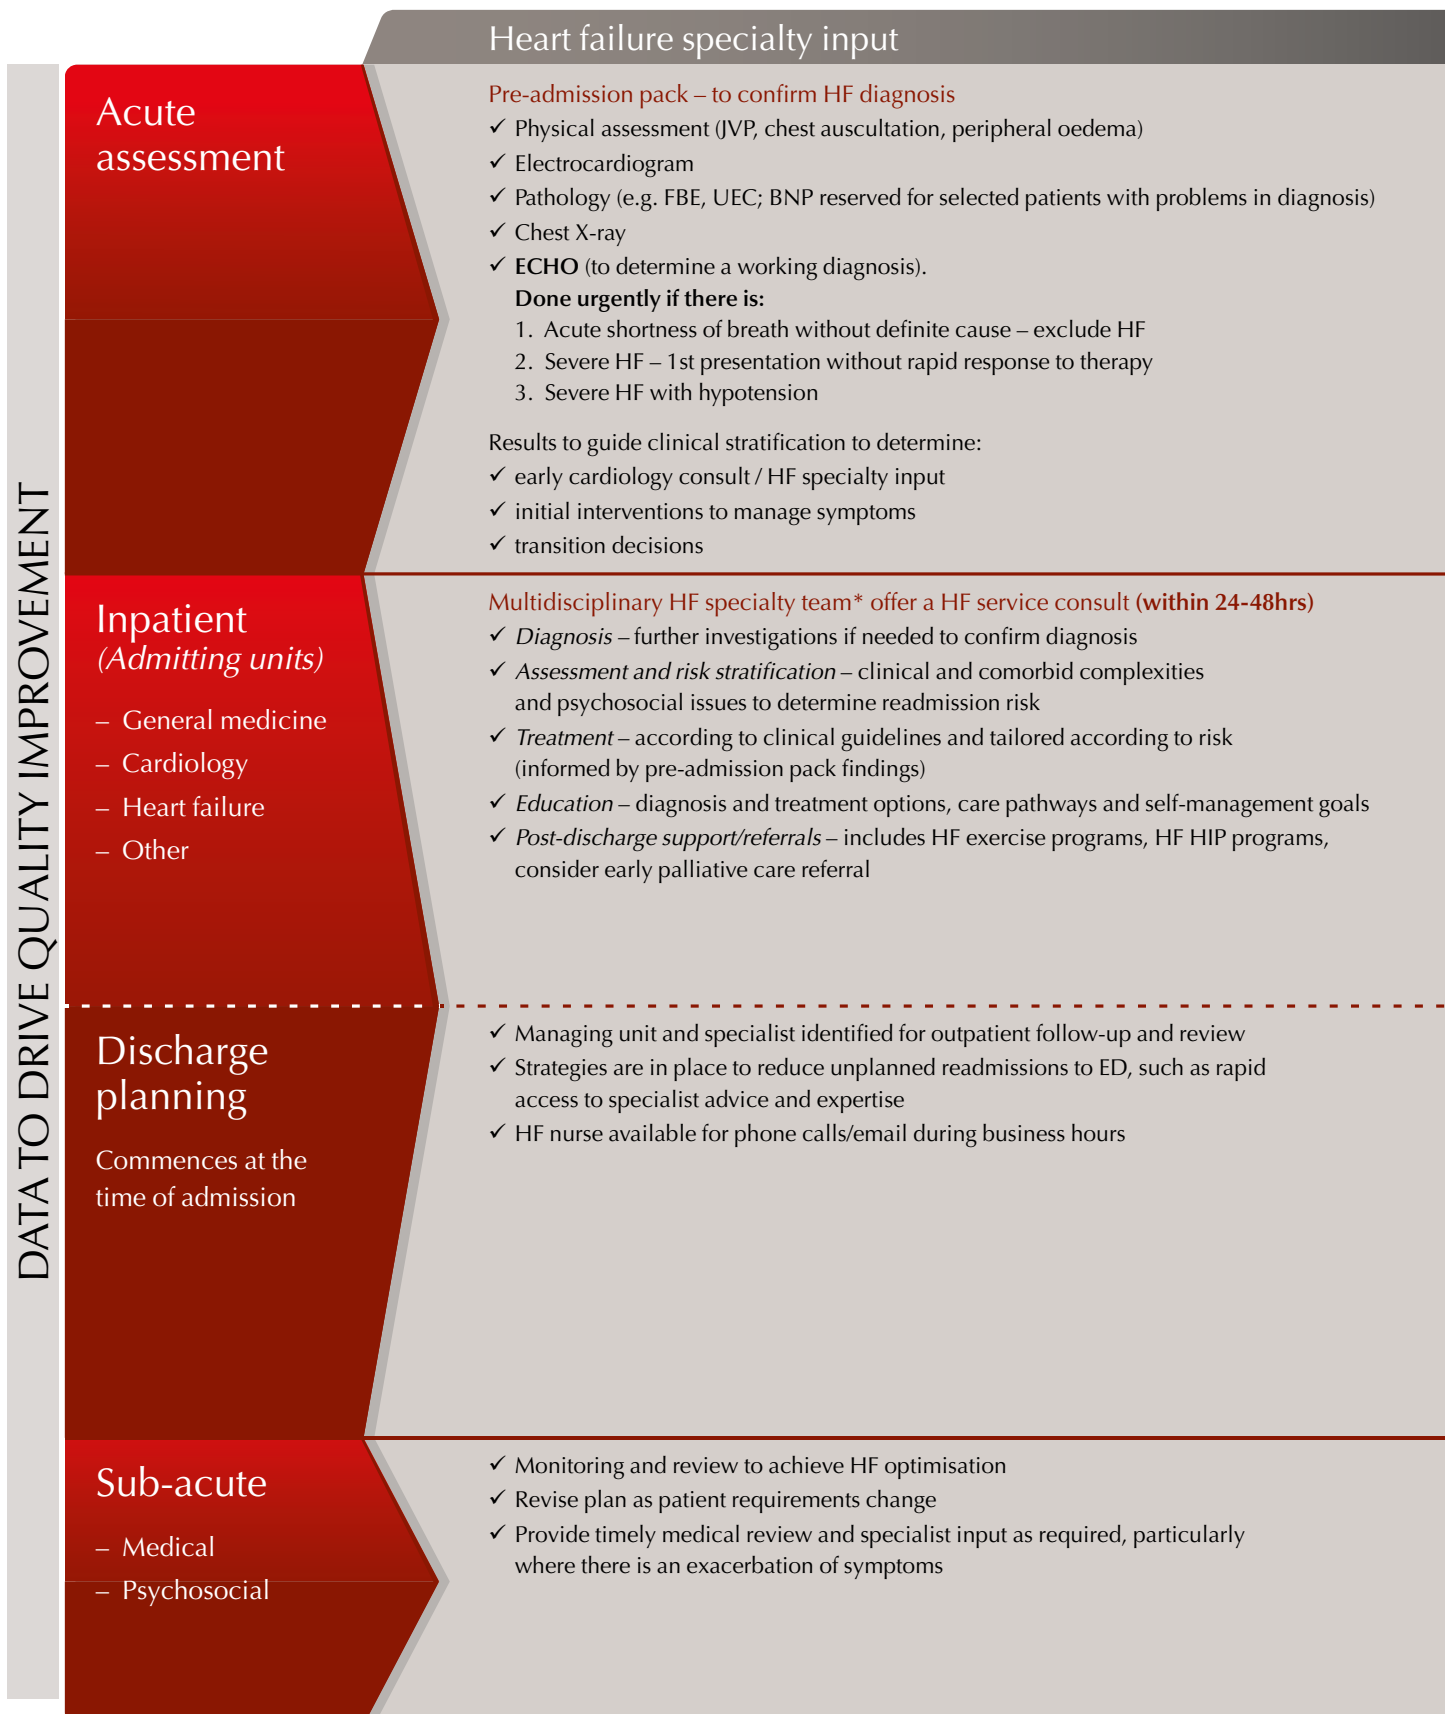 Heart failure specialty input
DATA TO DRIVE QUALITY IMPROVEMENT
Acute
assessment
Pre-admission pack – to confirm HF diagnosis
✓ Physical assessment (JVP, chest auscultation, peripheral oedema)
✓ Electrocardiogram
✓ Pathology (e.g. FBE, UEC; BNP reserved for selected patients with problems in diagnosis)
✓ Chest X-ray
✓ ECHO (to determine a working diagnosis).
Done urgently if there is:
1. Acute shortness of breath without definite cause – exclude HF
2. Severe HF – 1st presentation without rapid response to therapy
3. Severe HF with hypotension
Results to guide clinical stratification to determine:
✓ early cardiology consult / HF specialty input
✓ initial interventions to manage symptoms
✓ transition decisions
Inpatient
(Admitting units)
– General medicine
– Cardiology
– Heart failure
– Other
Multidisciplinary HF specialty team* offer a HF service consult (within 24-48hrs)
✓ Diagnosis – further investigations if needed to confirm diagnosis
✓ Assessment and risk stratification – clinical and comorbid complexities
and psychosocial issues to determine readmission risk
✓ Treatment – according to clinical guidelines and tailored according to risk
(informed by pre-admission pack findings)
✓ Education – diagnosis and treatment options, care pathways and self-management goals
✓ Post-discharge support/referrals – includes HF exercise programs, HF HIP programs,
consider early palliative care referral
Discharge
planning
Commences at the
time of admission
✓ Managing unit and specialist identified for outpatient follow-up and review
✓ Strategies are in place to reduce unplanned readmissions to ED, such as rapid
access to specialist advice and expertise
✓ HF nurse available for phone calls/email during business hours
Sub-acute
– Medical
– Psychosocial
✓ Monitoring and review to achieve HF optimisation
✓ Revise plan as patient requirements change
✓ Provide timely medical review and specialist input as required, particularly
where there is an exacerbation of symptoms